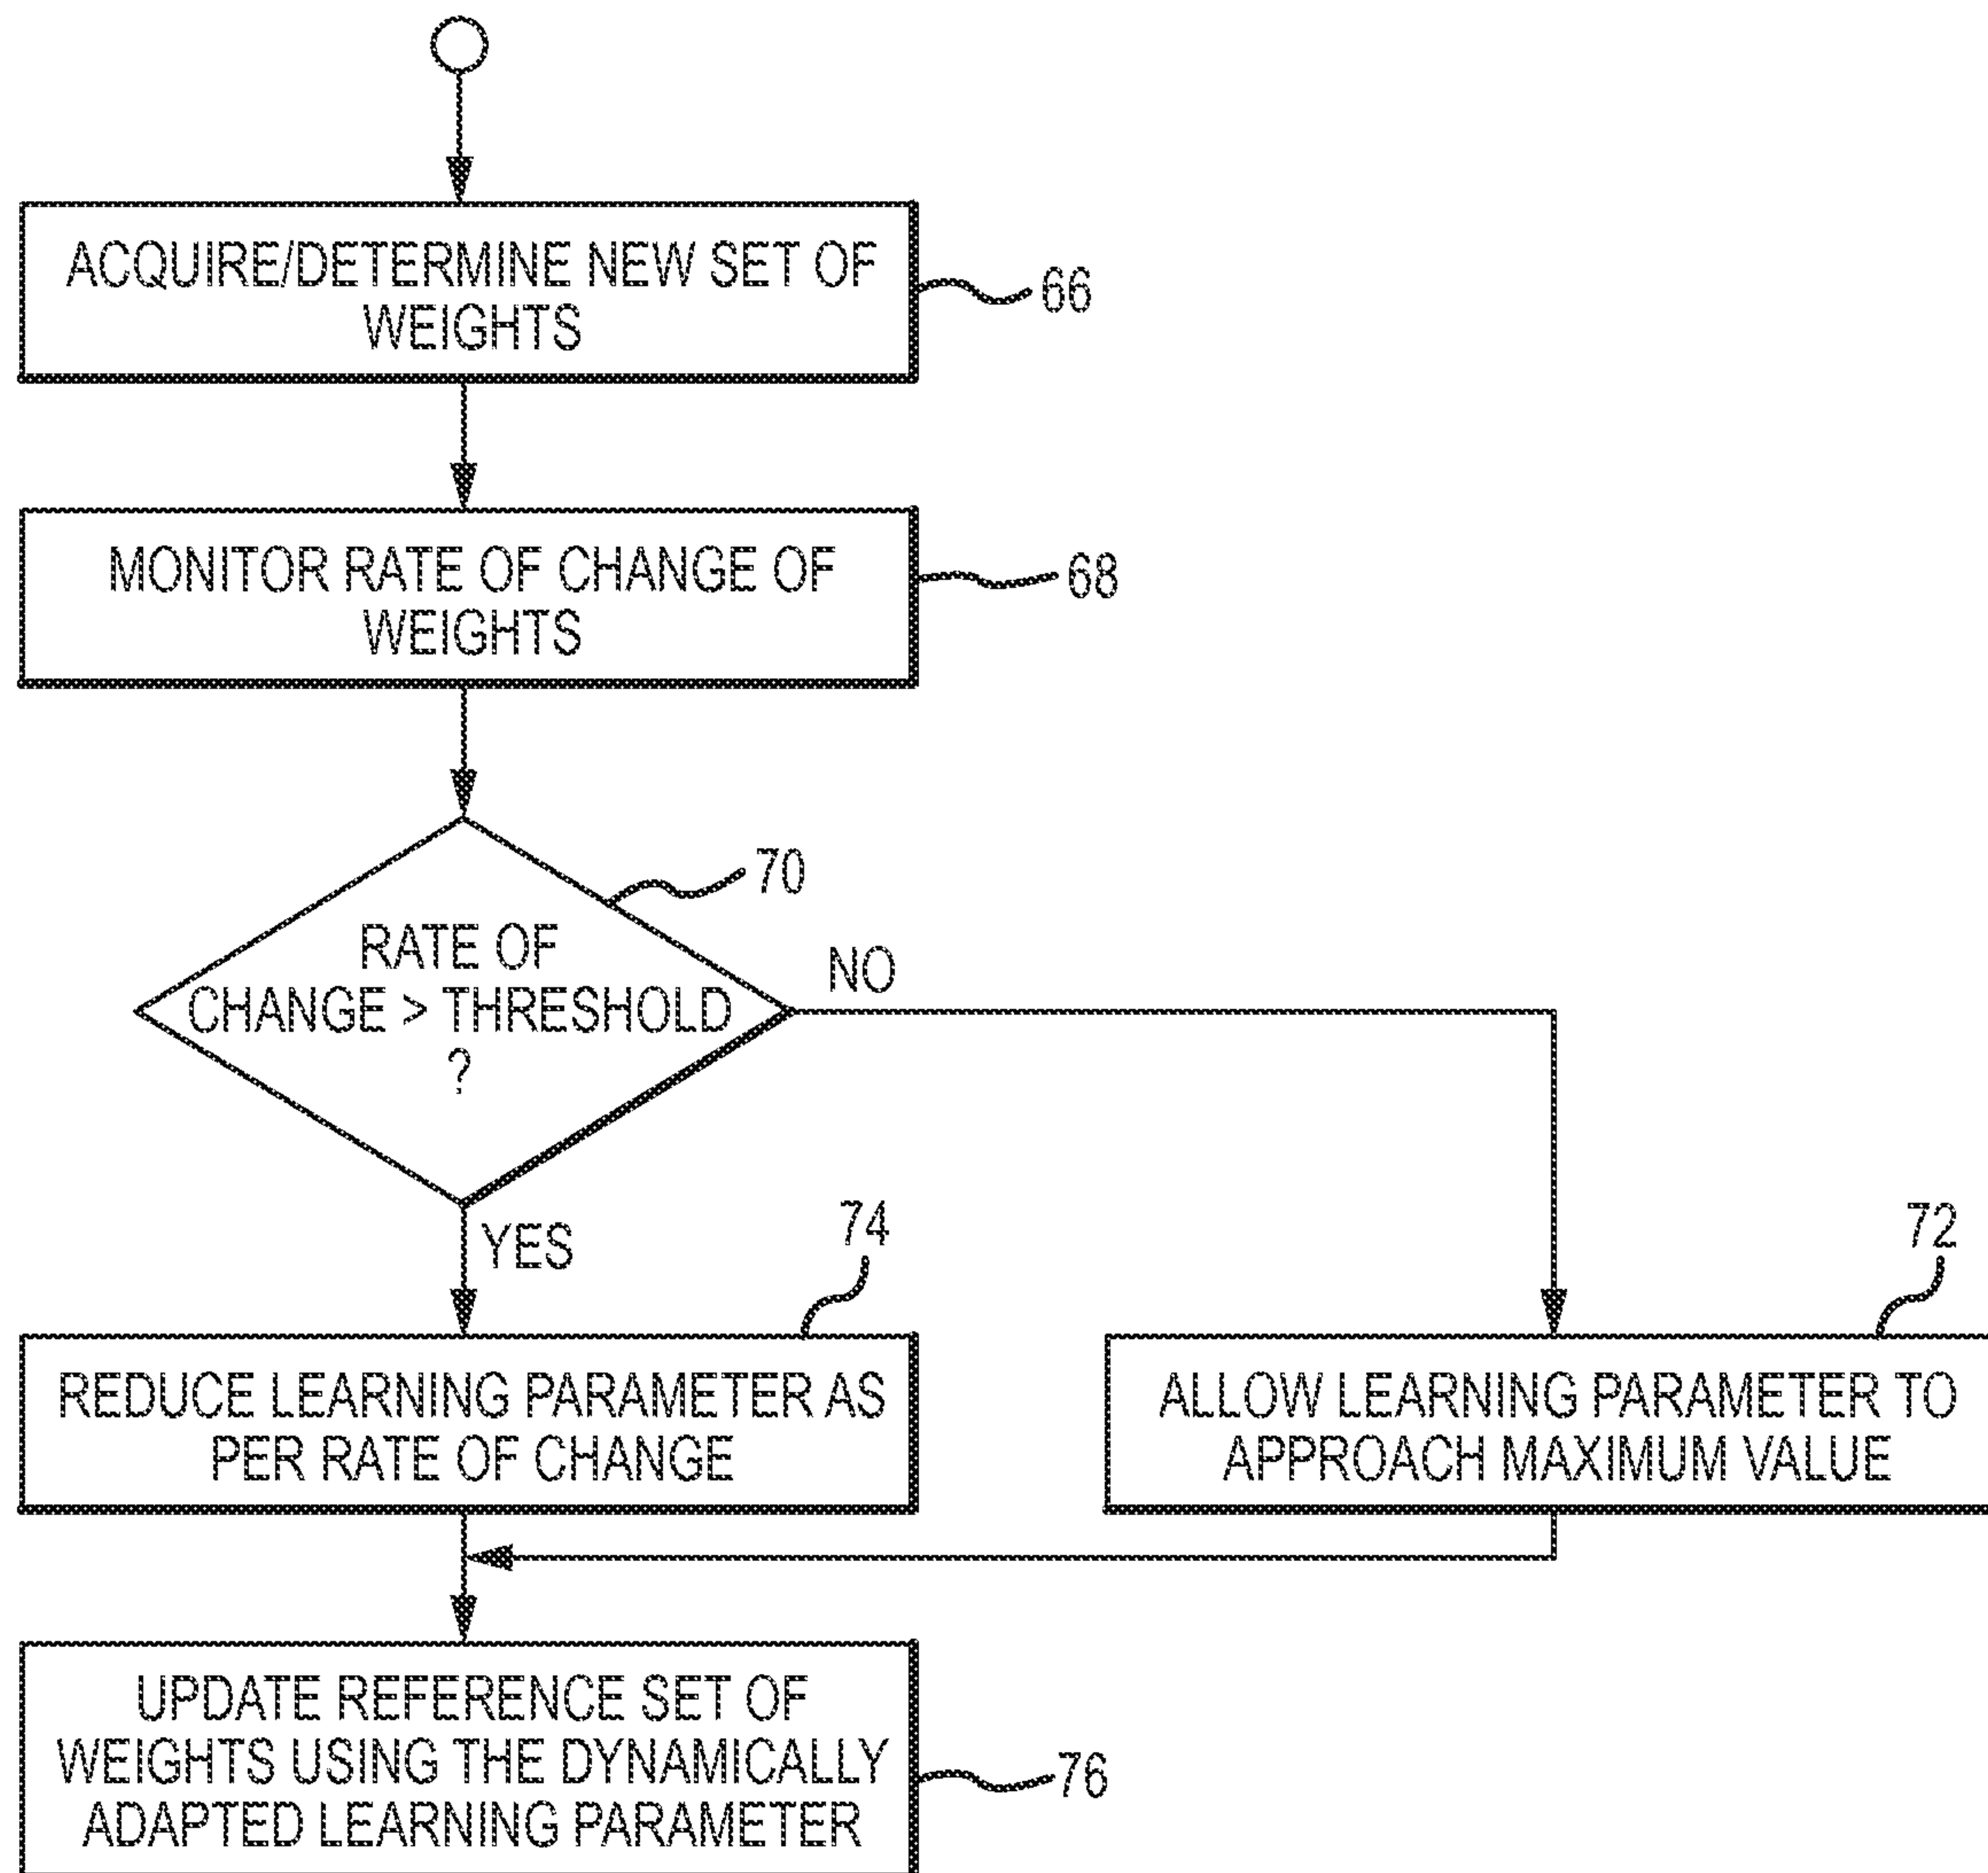 ACQUIRE/DETERMINE NEW SET OF
WEIGHTS
66
MONITOR RATE OF CHANGE OF
WEIGHTS
68
70
RATE OF
CHANGE > THRESHOLD
?
NO
YES
74
72
REDUCE LEARNING PARAMETER AS
PER RATE OF CHANGE
ALLOW LEARNING PARAMETER TO
APPROACH MAXIMUM VALUE
UPDATE REFERENCE SET OF
WEIGHTS USING THE DYNAMICALLY
ADAPTED LEARNING PARAMETER
76